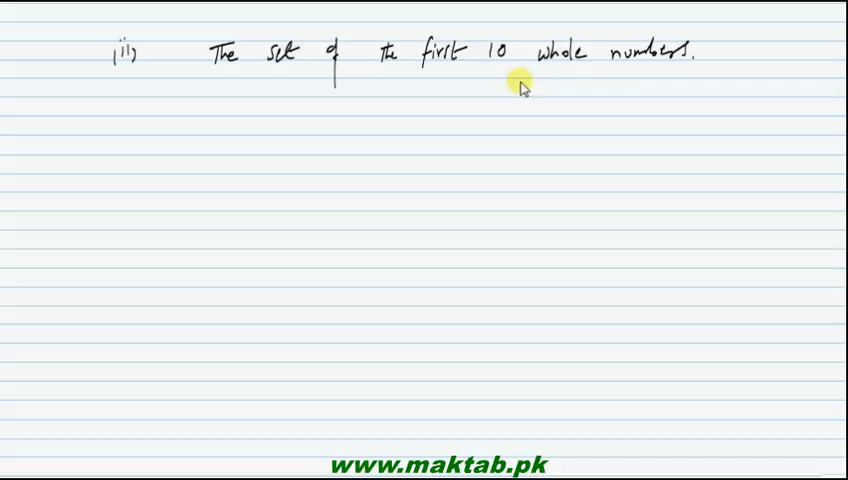 (ii) The set of the first 10 whole numbers.
www.maktab.pk